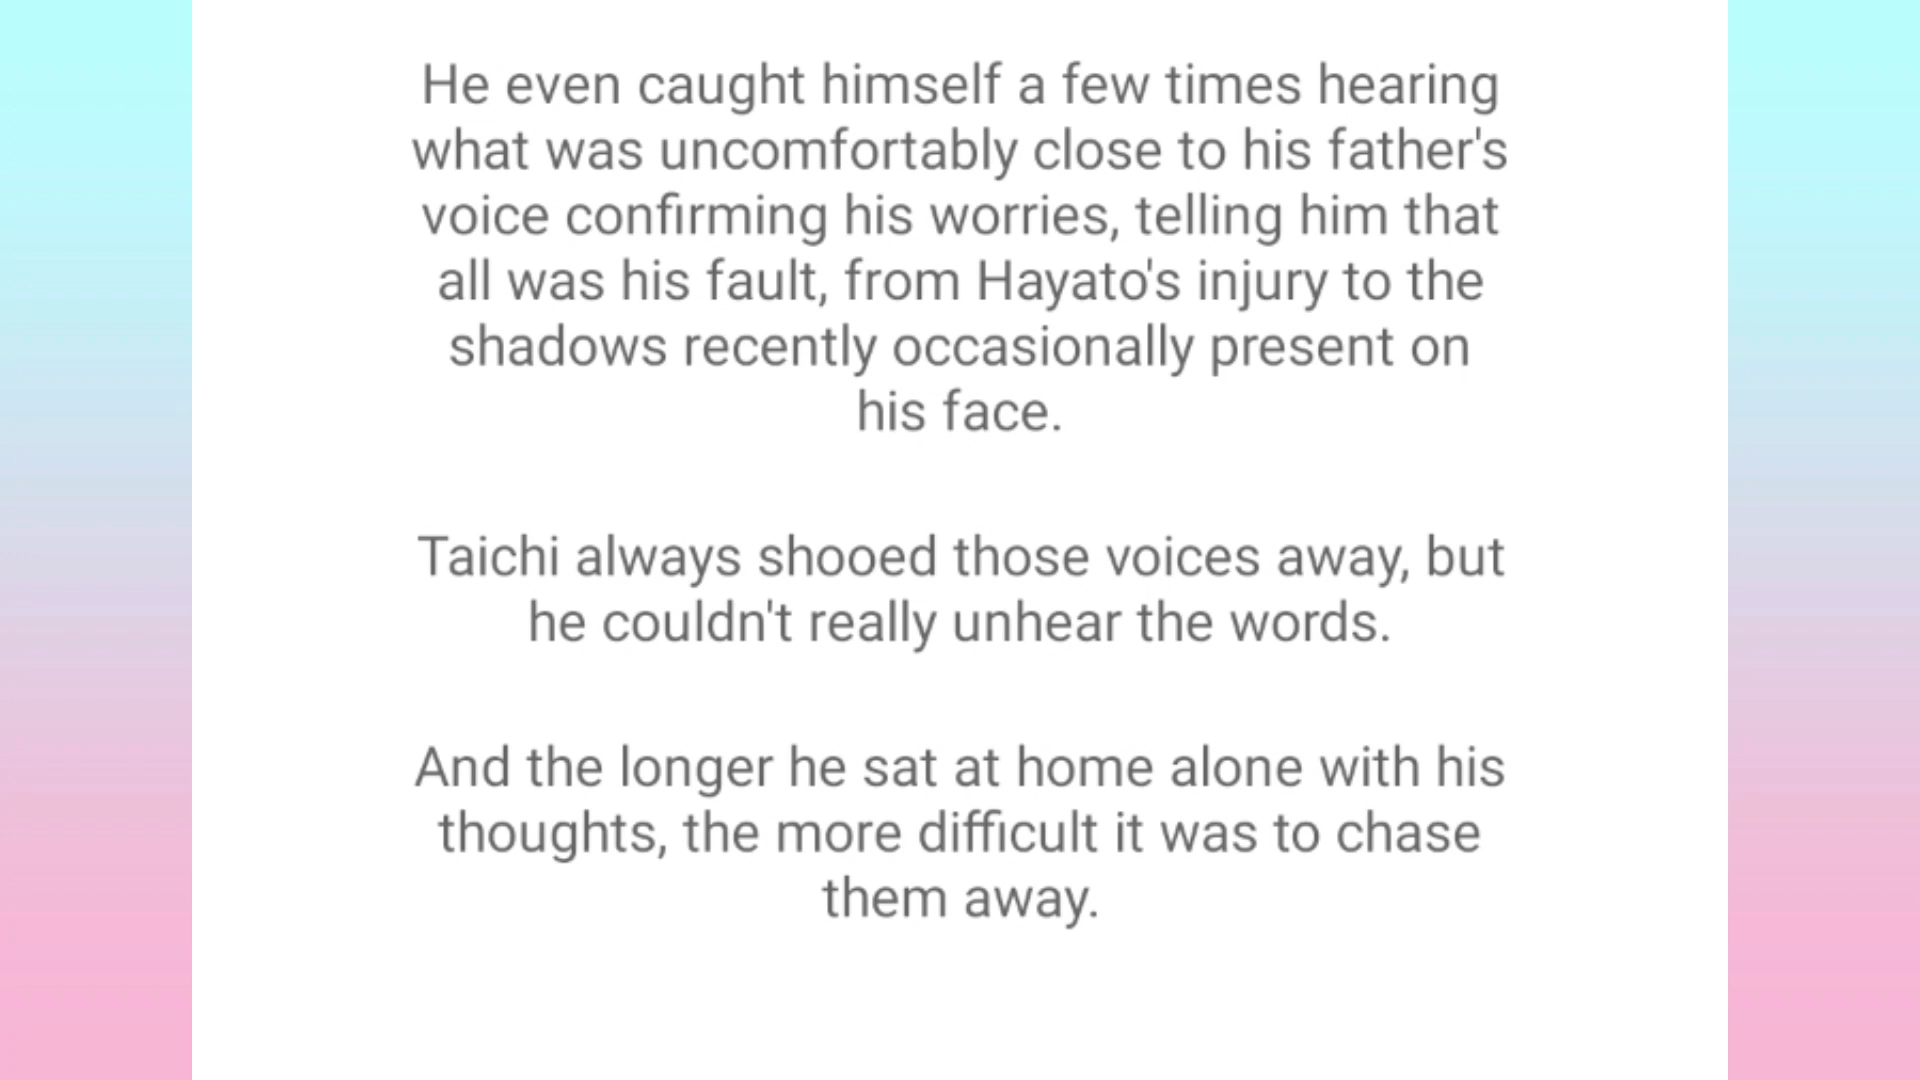 He even caught himself a few times hearing
what was uncomfortably close to his father's
voice confirming his worries, telling him that
all was his fault, from Hayato's injury to the
shadows recently occasionally present on
his face.
Taichi always shooed those voices away, but
he couldn't really unhear the words.
And the longer he sat at home alone with his
thoughts, the more difficult it was to chase
them away.